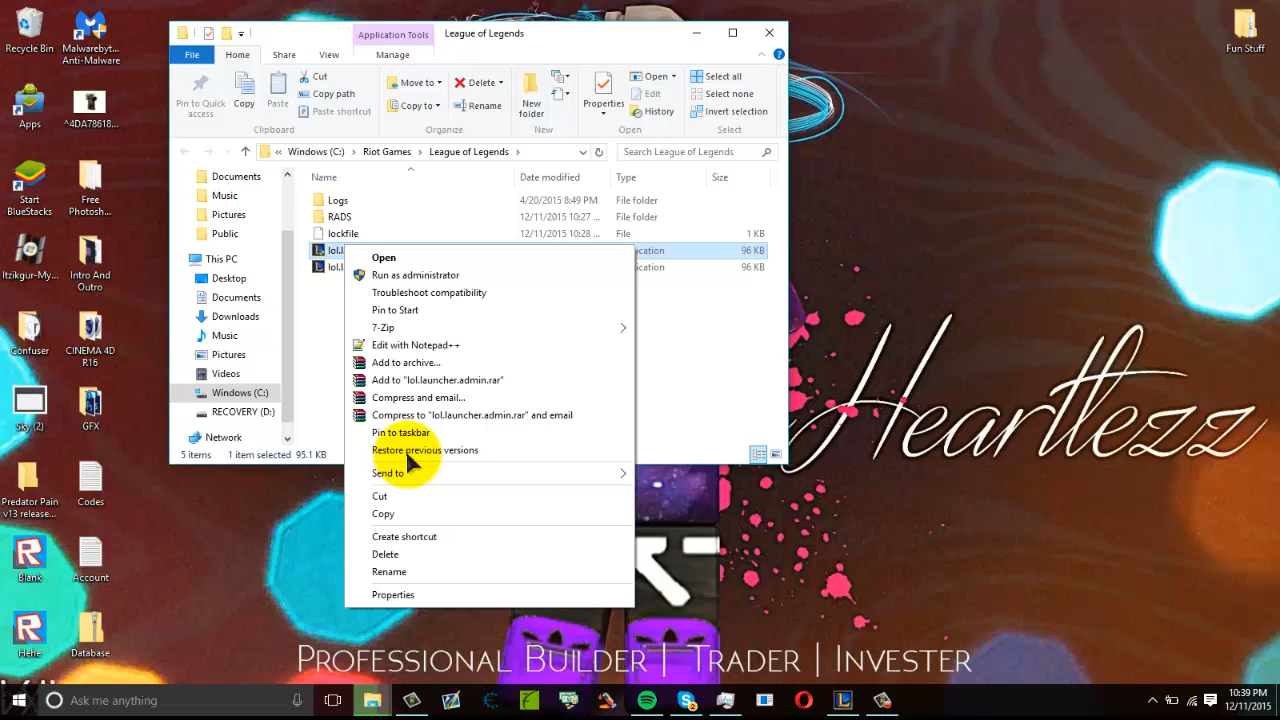 Recycle Bin
Malwarebyt...
Anti-Malware
Apps
^4DA78618...
Start
BlueStacks
Free
Photosh...
Itzikgur-My...
Intro And
Outro
Confuser
CINEMA 4D
R16
Sky (2)
GFX
Predator Pain
v13 release...
Codes
Blank
Account
Hehe
Database
Fun Stuff
Application Tools
League of Legends
File
Home
Share
View
Manage
Pin to Quick
access
Copy
Paste
Cut
Copy path
Paste shortcut
Clipboard
Move to
Copy to
Delete
Rename
Organize
New
folder
New
Properties
Open
Edit
History
Open
Select all
Select none
Invert selection
Select
« Windows (C:) > Riot Games > League of Legends >
Search League of Legends
Documents
Music
Pictures
Public
This PC
Desktop
Documents
Downloads
Music
Pictures
Videos
Windows (C:)
RECOVERY (D:)
Network
Name
Date modified
Type
Size
Logs
4/20/2015 8:49 PM
File folder
RADS
12/11/2015 10:27 ...
File folder
lockfile
12/11/2015 10:28 ...
File
1 KB
lol.l
ication
96 KB
lol.l
ication
96 KB
5 items
1 item selected 95.1 KB
Open
Run as administrator
Troubleshoot compatibility
Pin to Start
7-Zip
Edit with Notepad++
Add to archive...
Add to "lol.launcher.admin.rar"
Compress and email...
Compress to "lol.launcher.admin.rar" and email
Pin to taskbar
Restore previous versions
Send to
Cut
Copy
Create shortcut
Delete
Rename
Properties
Heartlezz
Professional Builder | Trader | Invester
Ask me anything
10:39 PM
12/11/2015